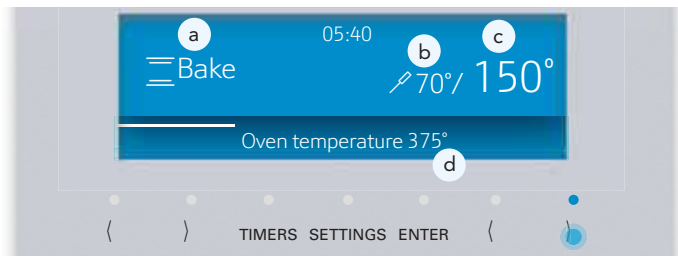 a
05:40
b
c
Bake
70°/ 150°
Oven temperature 375°
d
⟨ ⟩ TIMERS SETTINGS ENTER ⟨ ⟩